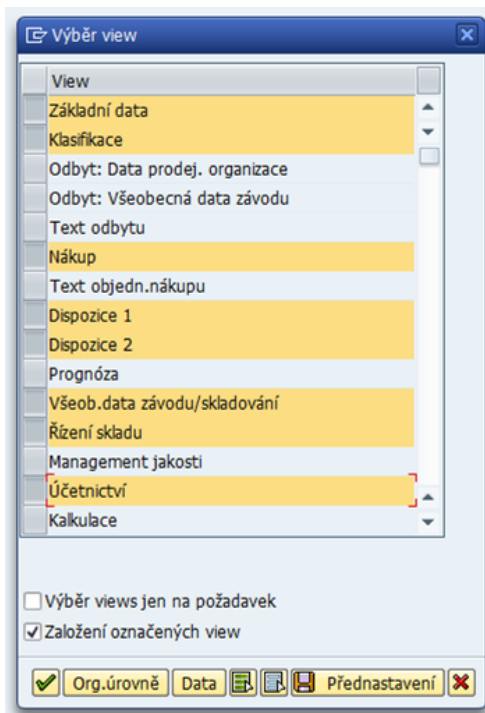 Výběr view
View
Základní data
Klasifikace
Odbyt: Data prodej. organizace
Odbyt: Všeobecná data závodu
Text odbytu
Nákup
Text objedn.nákupu
Dispozice 1
Dispozice 2
Prognóza
Všeob.data závodu/skladování
Řízení skladu
Management jakosti
Účetnictví
Kalkulace
Výběr views jen na požadavek
Založení označených view
Org.úrovně Data Přednastavení